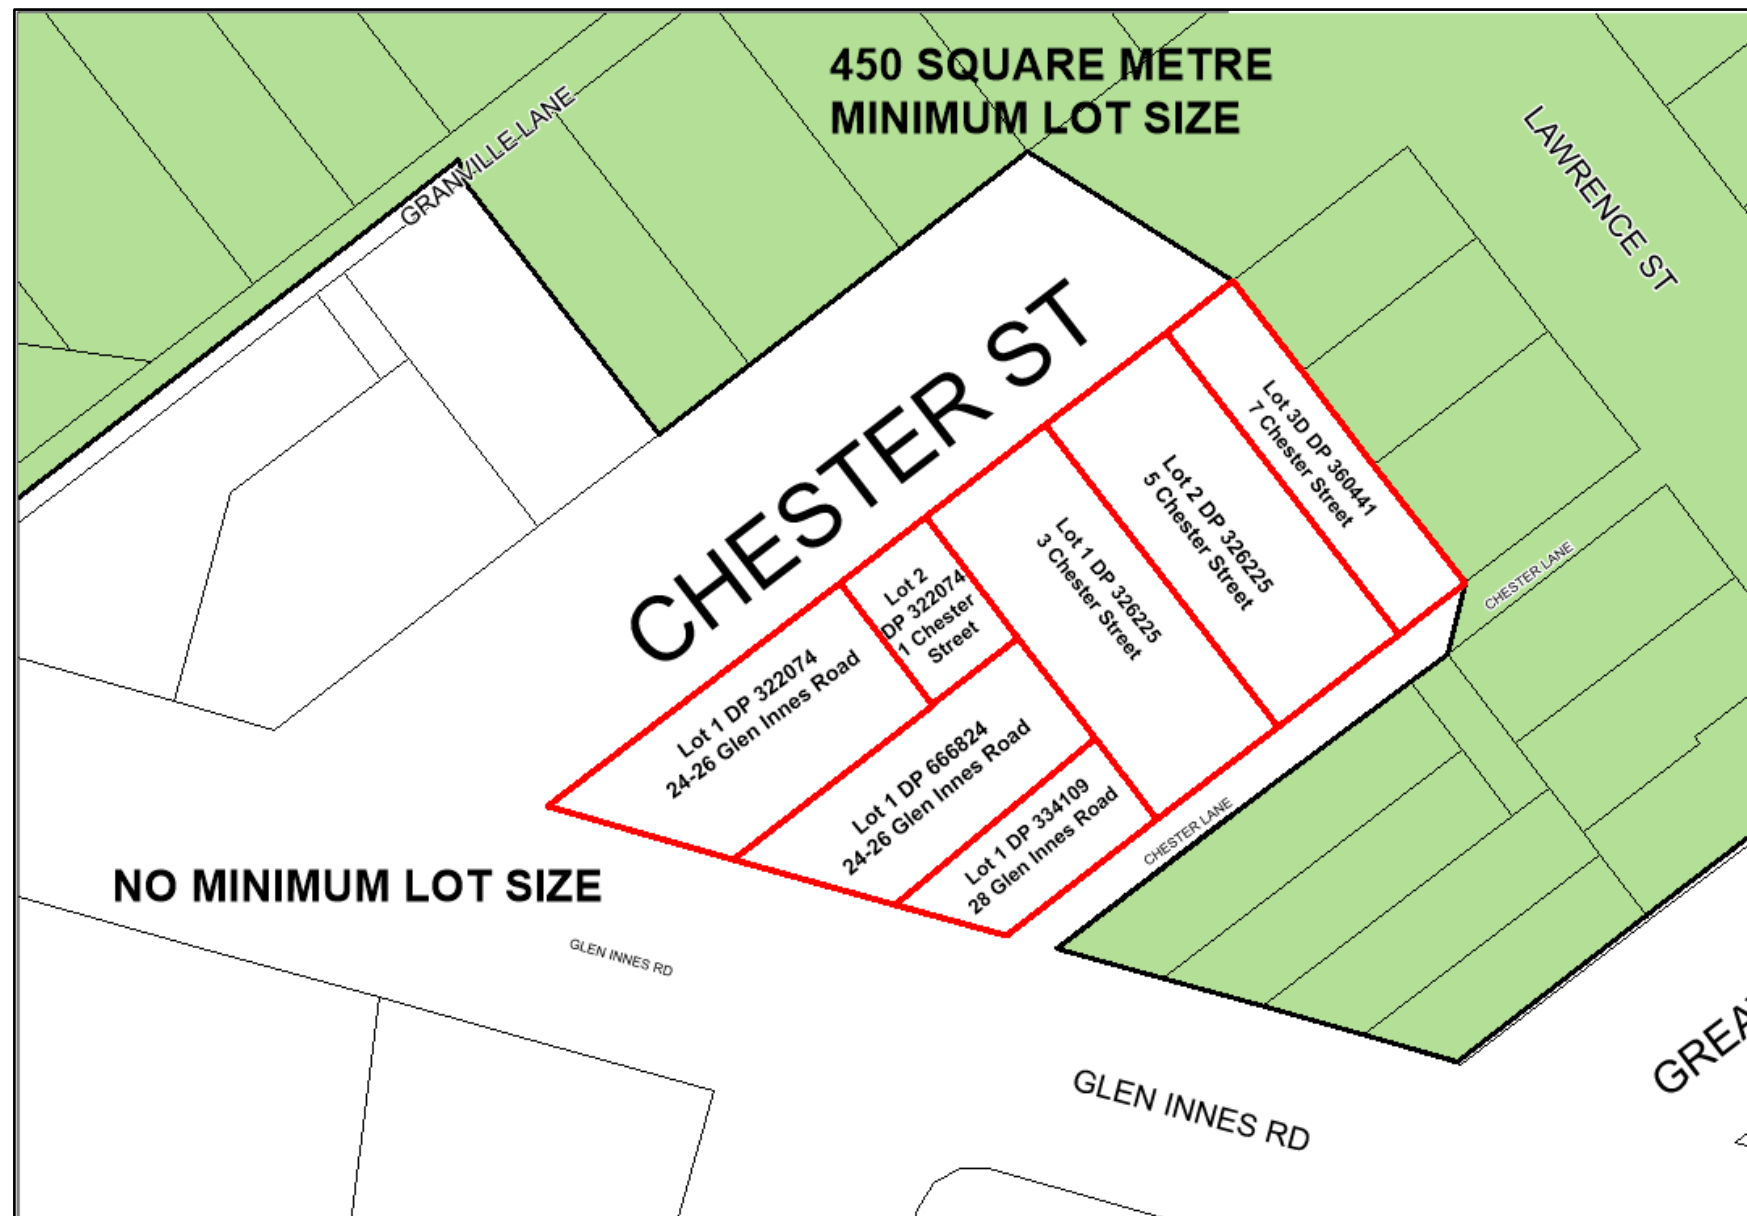 450 SQUARE METRE
MINIMUM LOT SIZE
GRANVILLE LANE
LAWRENCE ST
CHESTER ST
Lot 3D DP 360441
7 Chester Street
Lot 2 DP 326225
5 Chester Street
Lot 1 DP 326225
3 Chester Street
Lot 2
DP 322074
1 Chester
Street
CHESTER LANE
Lot 1 DP 322074
24-26 Glen Innes Road
Lot 1 DP 666824
24-26 Glen Innes Road
Lot 1 DP 334109
28 Glen Innes Road
CHESTER LANE
NO MINIMUM LOT SIZE
GLEN INNES RD
GLEN INNES RD